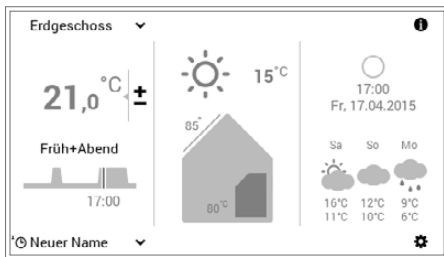 Erdgeschoss
21,0 °C ±
Früh+Abend
17:00
Neuer Name
15°C
85°
80°C
17:00
Fr, 17.04.2015
Sa So Mo
16°C 12°C 9°C
11°C 10°C 6°C